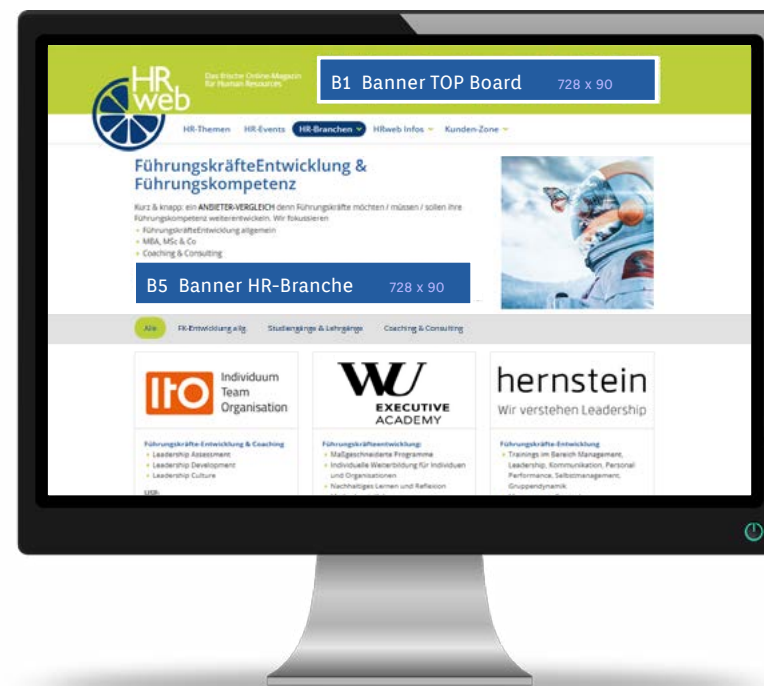 HR
web
Das frische Online-Magazin
für Human Resources
B1 Banner TOP Board 728 x 90
HR-Themen HR-Events HR-Branchen HRweb Infos Kunden-Zone
FührungskräfteEntwicklung &
Führungskompetenz
Kurz & knapp: ein ANBIETER-VERGLEICH denn Führungskräfte möchten / müssen / sollen ihre
Führungskompetenz weiterentwickeln. Wir fokussieren
FührungskräfteEntwicklung allgemein
MBA, MSc & Co
Coaching & Consulting
B5 Banner HR-Branche 728 x 90
Alle FK-Entwicklung allg. Studiengänge & Lehrgänge Coaching & Consulting
ITO Individuum
Team
Organisation
Führungskräfte-Entwicklung & Coaching
Leadership Assessment
Leadership Development
Leadership Culture
USP:
WU
EXECUTIVE
ACADEMY
Führungskräfteentwicklung:
Maßgeschneiderte Programme
Individuelle Weiterbildung für Individuen
und Organisationen
Nachhaltiges Lernen und Reflexion
hernstein
Wir verstehen Leadership
Führungskräfte-Entwicklung
Trainings im Bereich Management,
Leadership, Kommunikation, Personal
Performance, Selbstmanagement,
Gruppendynamik